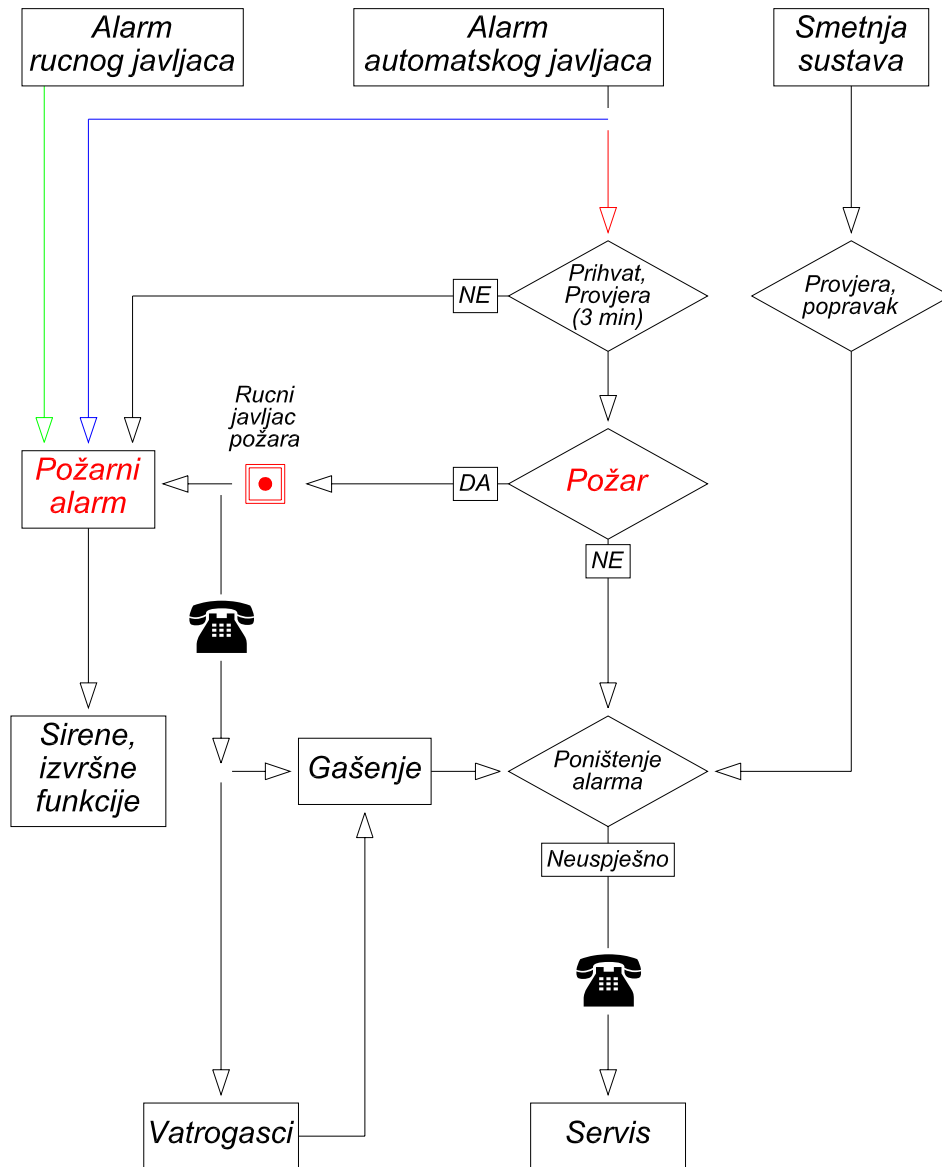 Alarm
rucnog javljaca
Alarm
automatskog javljaca
Smetnja
sustava
Prihvat,
Provjera
(3 min)
NE
Provjera,
popravak
Rucni
javljac
požara
Požarni
alarm
DA
Požar
NE
Sirene,
izvršne
funkcije
Gašenje
Poništenje
alarma
Neuspješno
Vatrogasci
Servis